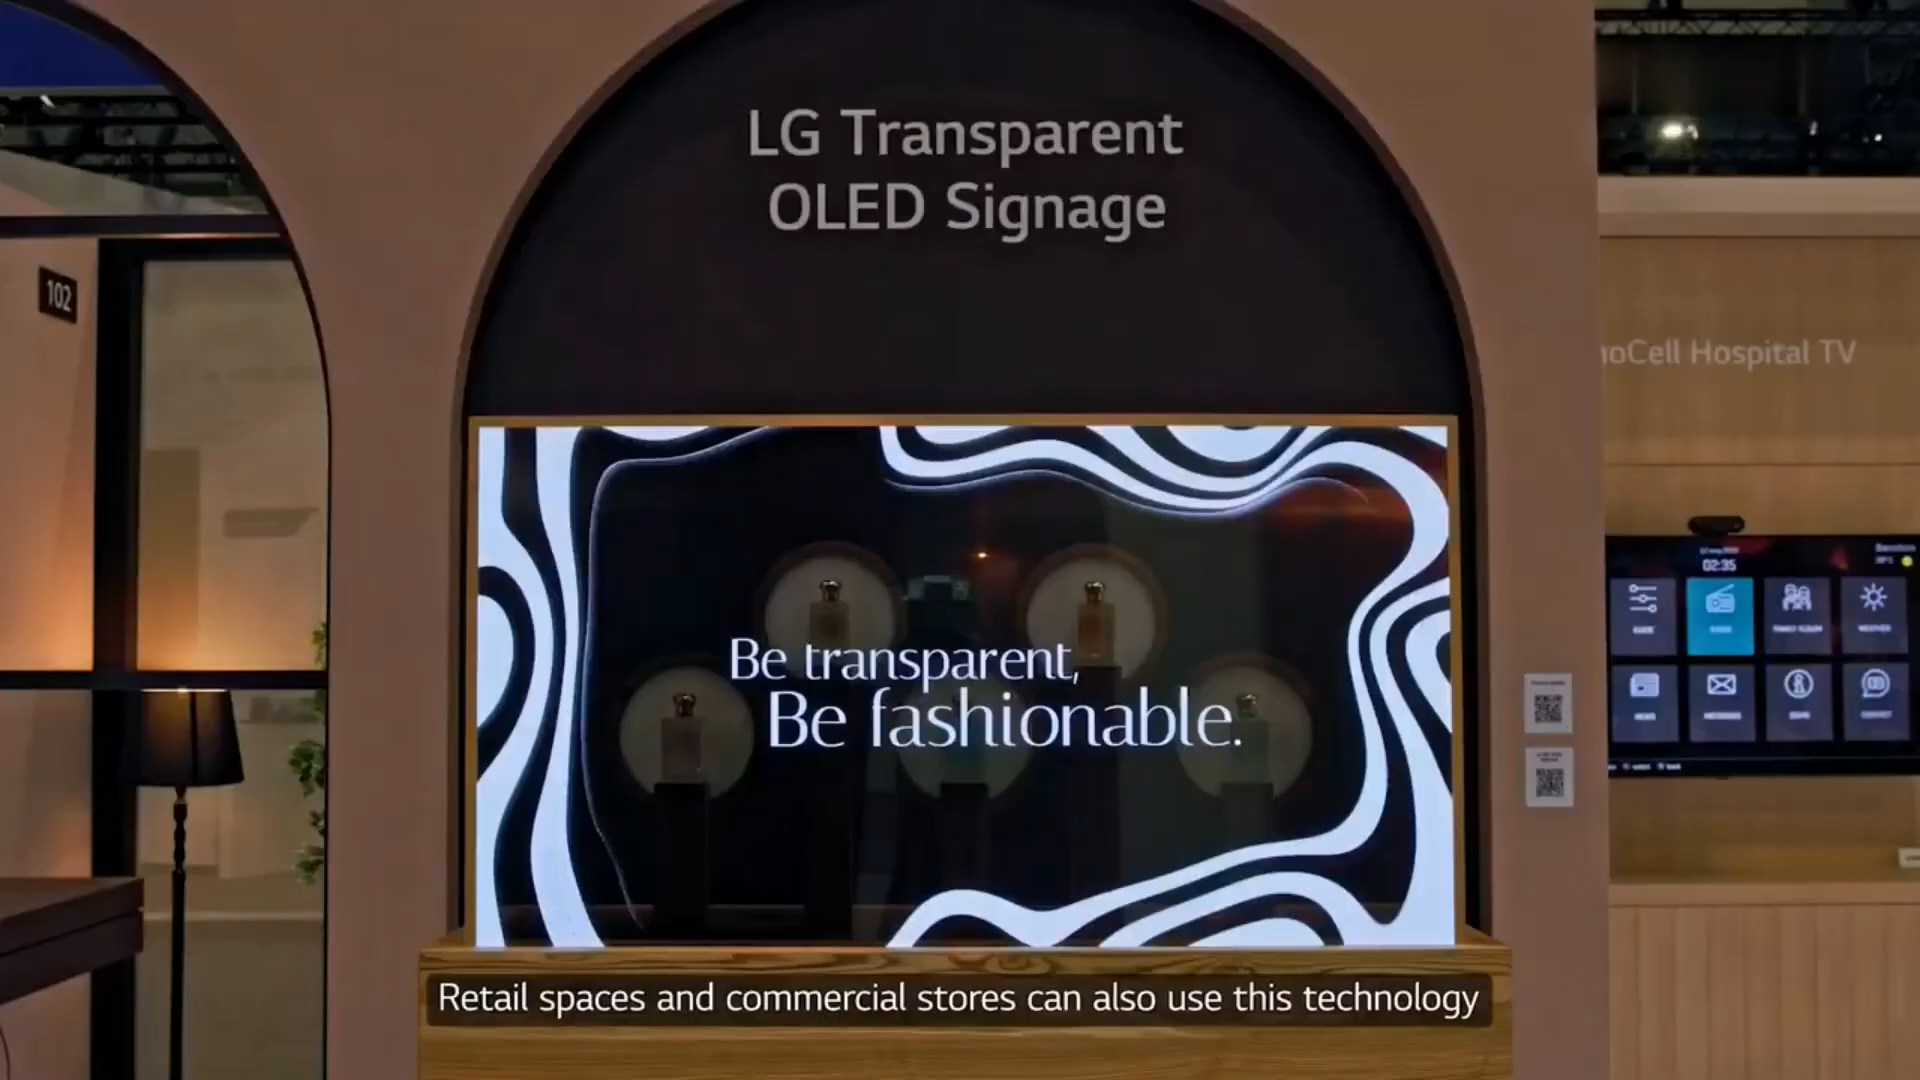 LG Transparent
OLED Signage
102
noCell Hospital TV
02:35
Be transparent,
Be fashionable.
Retail spaces and commercial stores can also use this technology